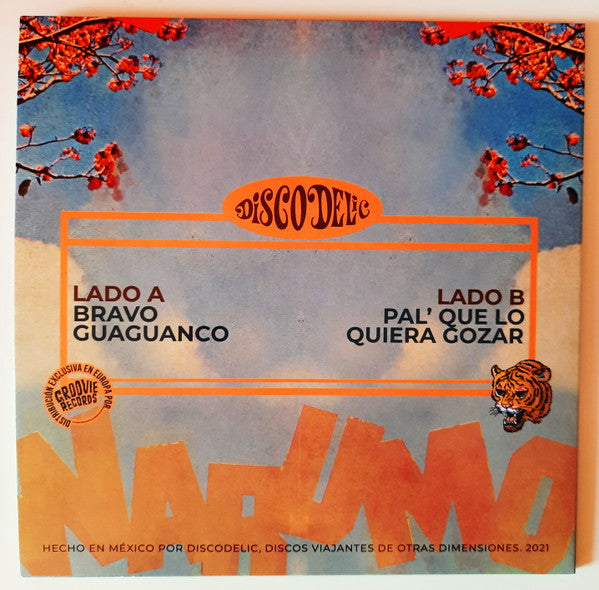 DISCODELIC
LADO A
BRAVO
GUAGUANCO
LADO B
PAL' QUE LO
QUIERA GOZAR
DISTRIBUCIÓN EXCLUSIVA EN EUROPA POR
GROOVIE
RECORDS
HECHO EN MÉXICO POR DISCODELIC, DISCOS VIAJANTES DE OTRAS DIMENSIONES. 2021